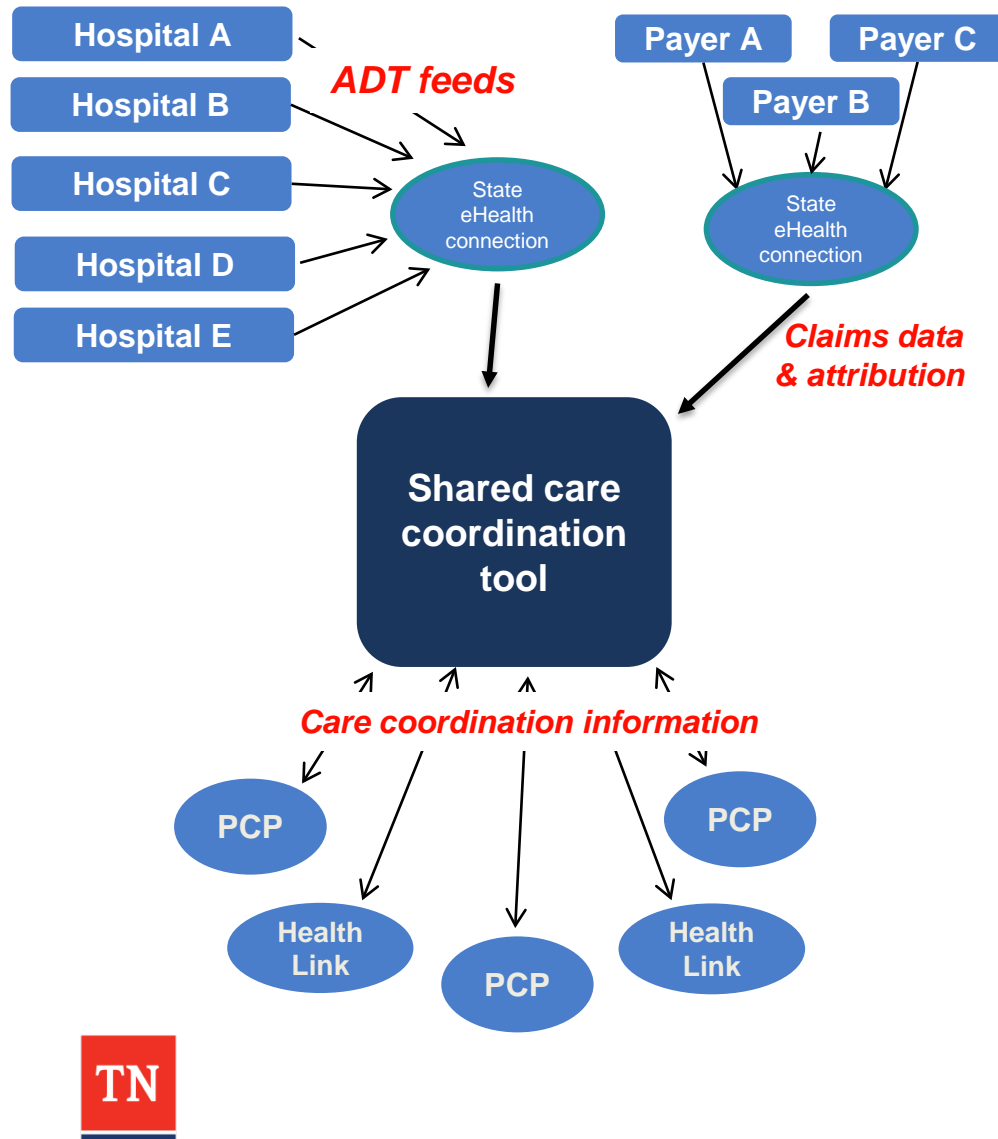 Hospital A
Hospital B
Hospital C
Hospital D
Hospital E
ADT feeds
State
eHealth
connection
Payer A
Payer C
Payer B
State
eHealth
connection
Claims data
& attribution
Shared care
coordination
tool
Care coordination information
PCP
Health
Link
PCP
Health
Link
PCP
TN